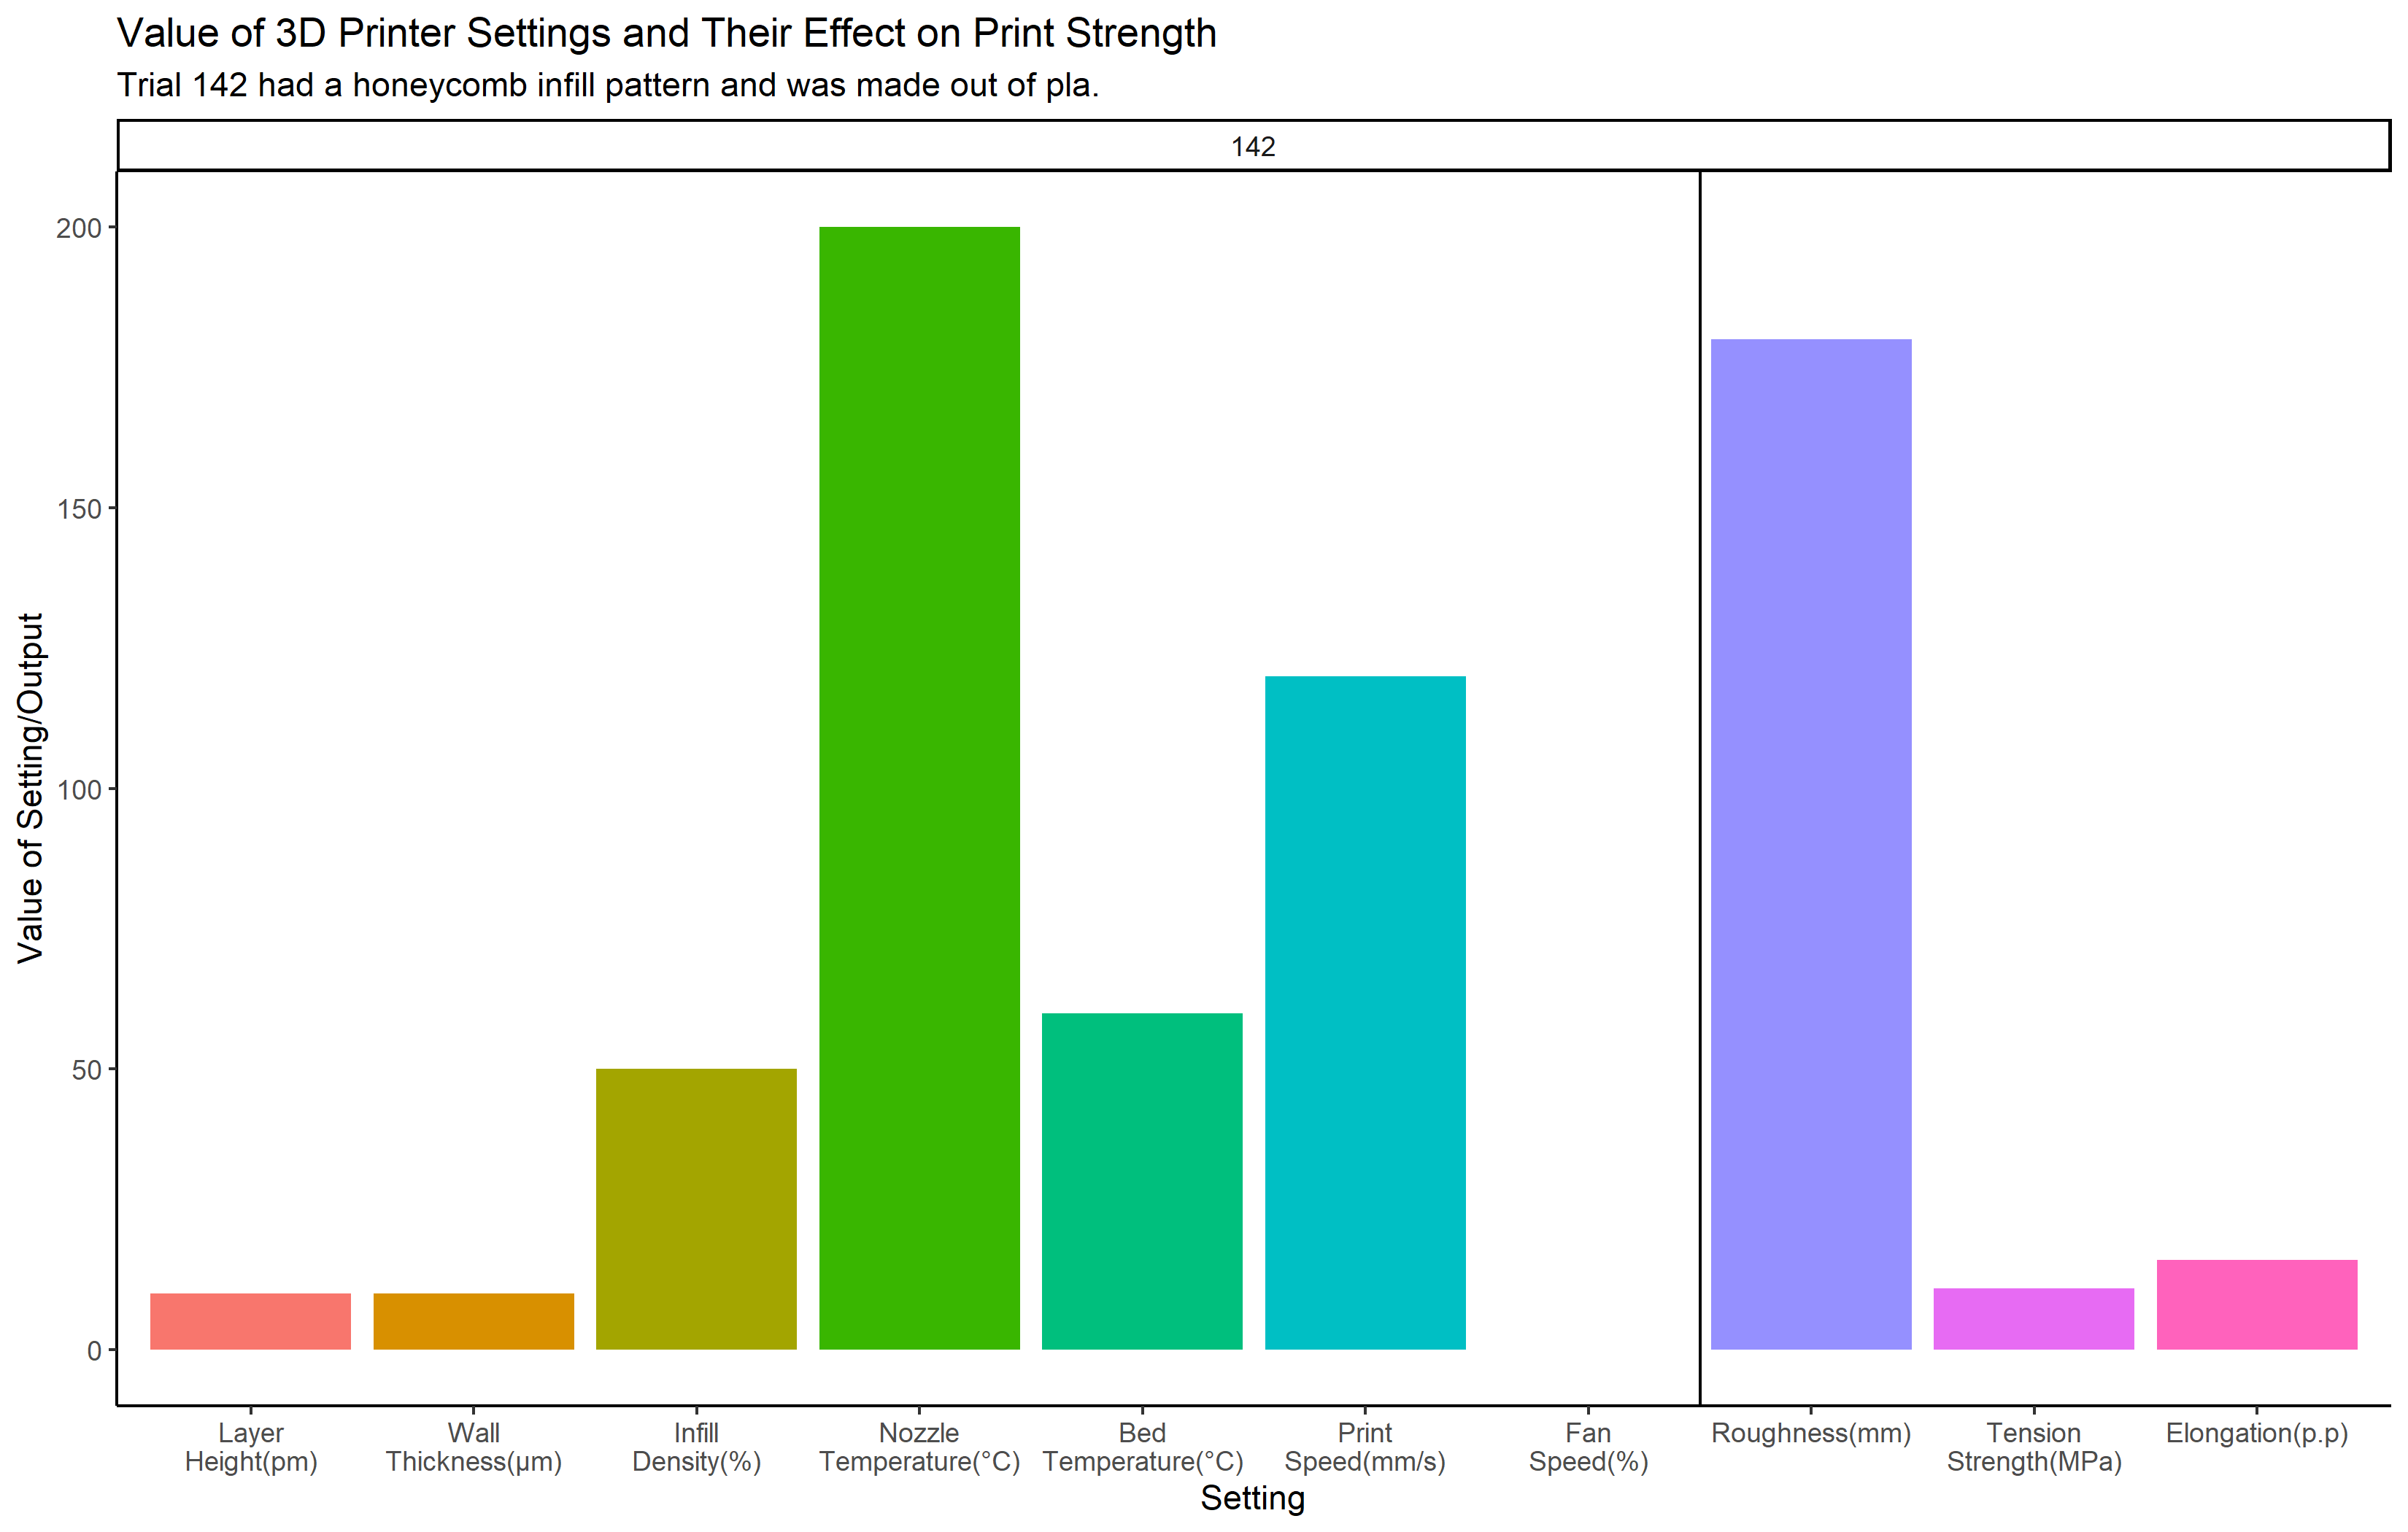 Value of 3D Printer Settings and Their Effect on Print Strength
Trial 142 had a honeycomb infill pattern and was made out of pla.
142
Value of Setting/Output
200
150
100
50
0
Layer
Height(pm)
Wall
Thickness(µm)
Infill
Density(%)
Nozzle
Temperature(°C)
Bed
Temperature(°C)
Print
Speed(mm/s)
Fan
Speed(%)
Roughness(mm)
Tension
Strength(MPa)
Elongation(p.p)
Setting